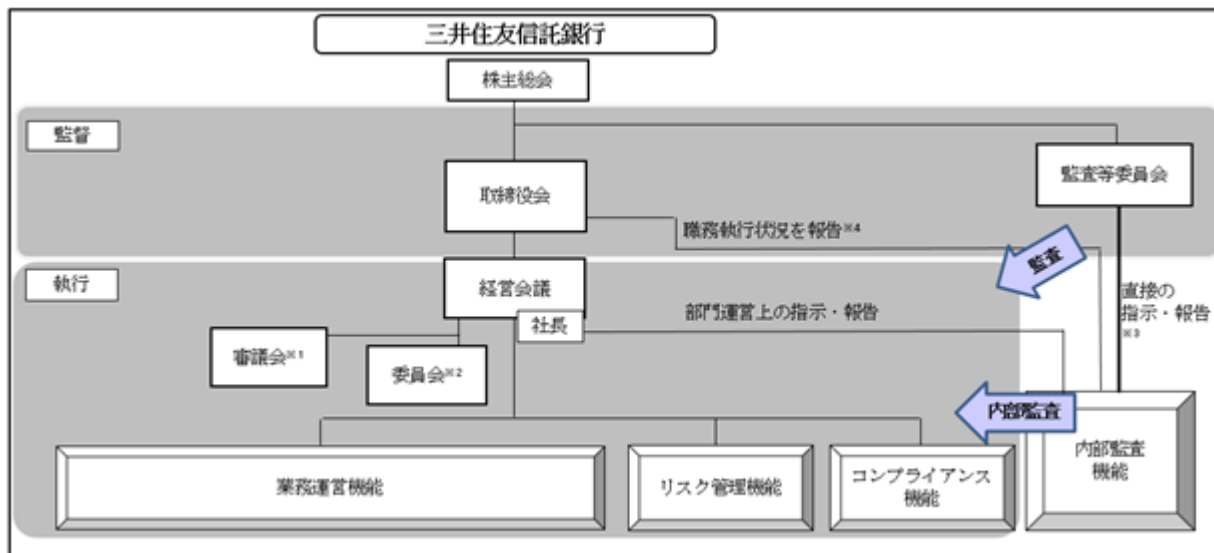 三井住友信託銀行
株主総会
監督
取締役会
監査等委員会
職務執行状況を報告※4
監査
執行
経営会議
社長
部門運営上の指示・報告
直接の
指示・報告
※3
審議会※1
委員会※2
内部監査
業務運営機能
リスク管理機能
コンプライアンス
機能
内部監査
機能